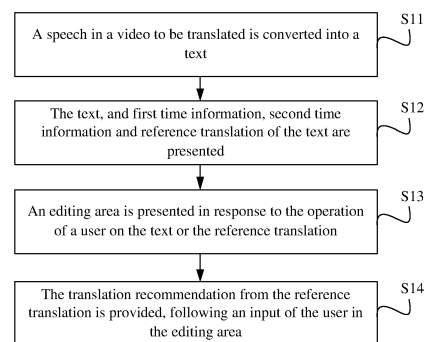 S11
A speech in a video to be translated is converted into a
text
S12
The text, and first time information, second time
information and reference translation of the text are
presented
S13
An editing area is presented in response to the operation
of a user on the text or the reference translation
S14
The translation recommendation from the reference
translation is provided, following an input of the user in
the editing area